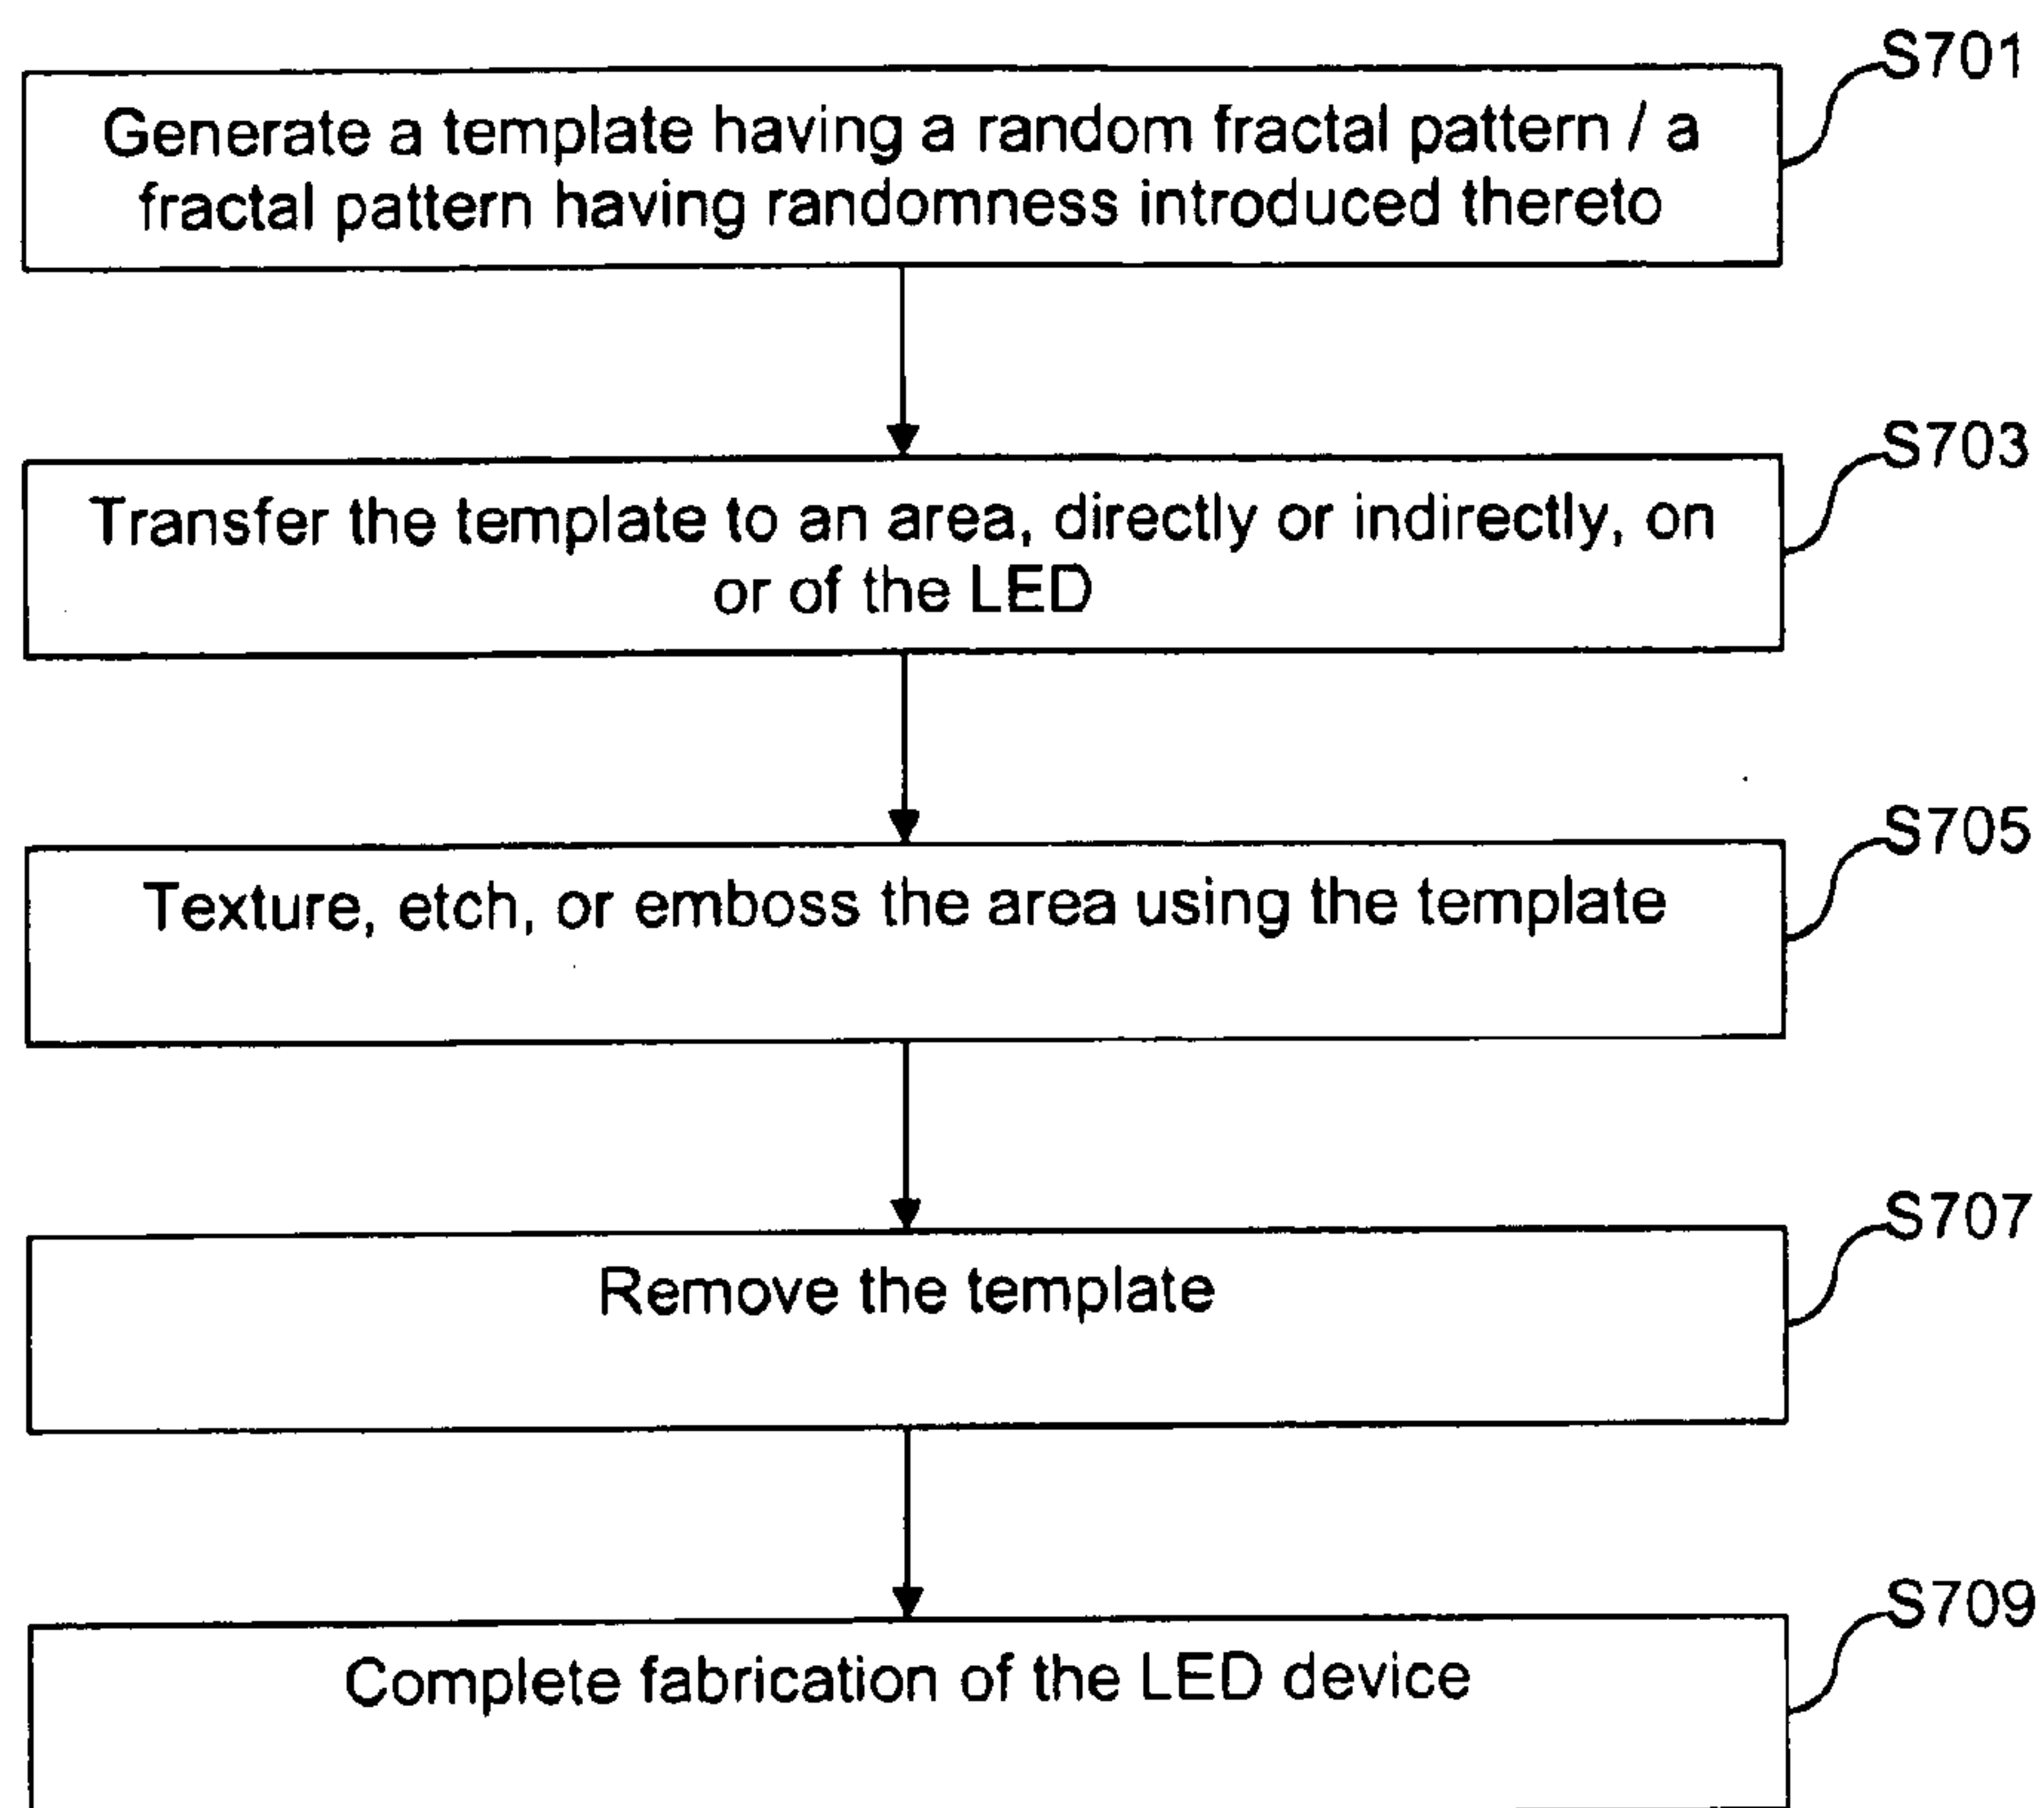 S701
Generate a template having a random fractal pattern / a
fractal pattern having randomness introduced thereto
S703
Transfer the template to an area, directly or indirectly, on
or of the LED
S705
Texture, etch, or emboss the area using the template
S707
Remove the template
S709
Complete fabrication of the LED device